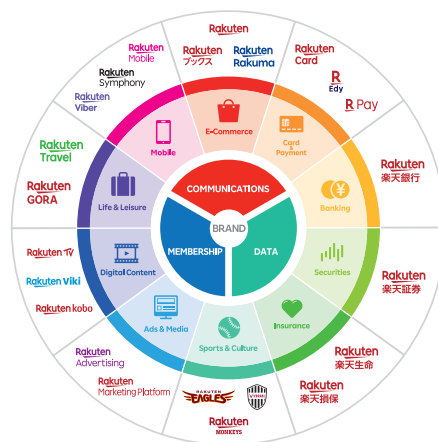 Rakuten
Rakuten
ブックス
Rakuten
Rakuma
Rakuten
Card
R
Edy
R Pay
Rakuten
楽天銀行
Rakuten
楽天証券
Rakuten
楽天生命
Rakuten
楽天損保
RAKUTEN
EAGLES
VISSEL
Rakuten
MONKEYS
Rakuten
Marketing Platform
Rakuten
Advertising
Rakuten kobo
Rakuten Viki
Rakuten TV
Rakuten
GORA
Rakuten
Travel
Rakuten
Viber
Rakuten
Symphony
Rakuten
Mobile
E-Commerce
Card
&
Payment
Banking
Securities
Insurance
Sports & Culture
Ads & Media
Digital Content
Life & Leisure
Mobile
COMMUNICATIONS
BRAND
MEMBERSHIP
DATA